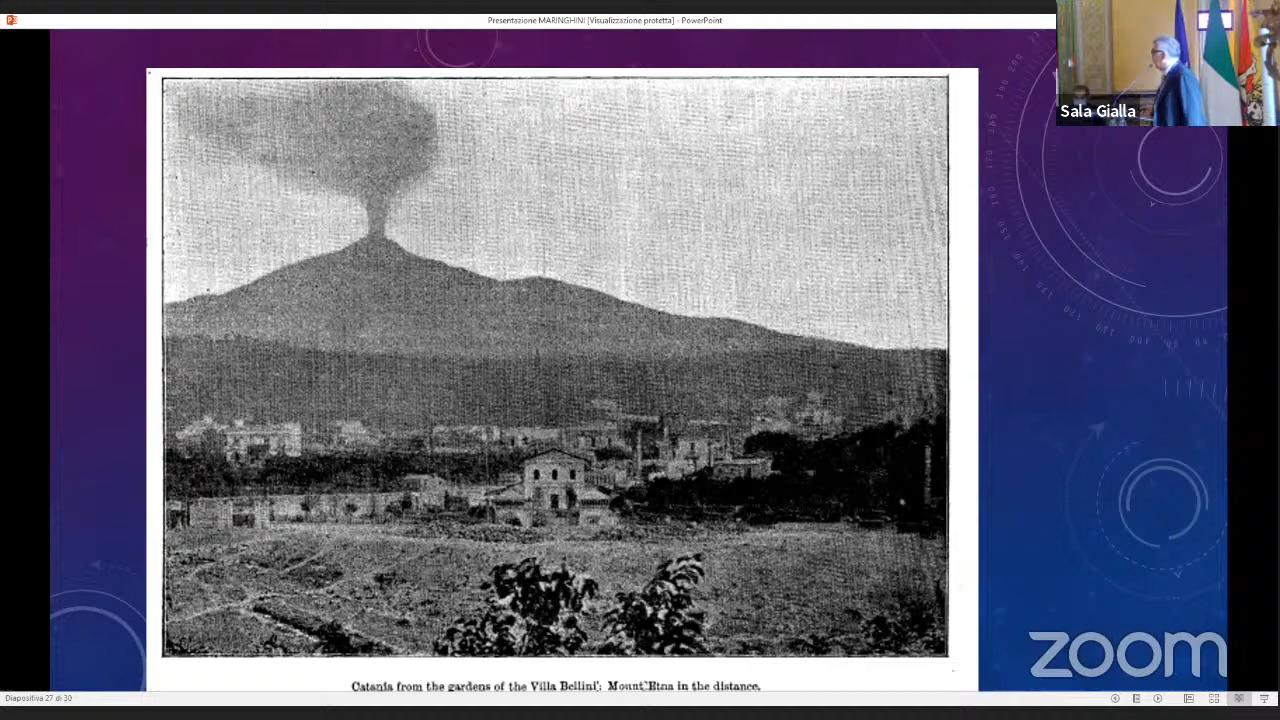 Presentazione MARINGHINI [Visualizzazione protetta] - PowerPoint
Sala Gialla
Catania from the gardens of the Villa Bellini; Mount Etna in the distance.
zoom
Diapositiva 27 di 30